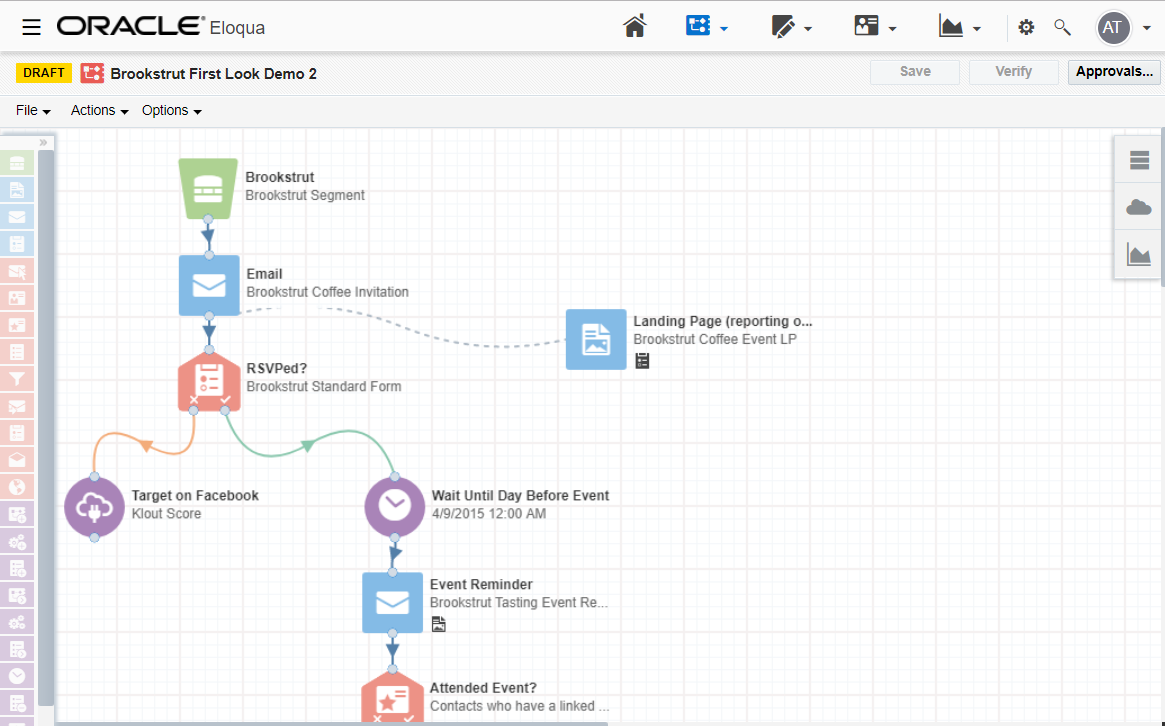 ORACLE® Eloqua
AT
DRAFT Brookstrut First Look Demo 2
Save Verify Approvals...
File Actions Options
Brookstrut
Brookstrut Segment
Email
Brookstrut Coffee Invitation
Landing Page (reporting o...
Brookstrut Coffee Event LP
RSVPed?
Brookstrut Standard Form
Target on Facebook
Klout Score
Wait Until Day Before Event
4/9/2015 12:00 AM
Event Reminder
Brookstrut Tasting Event Re...
Attended Event?
Contacts who have a linked ...